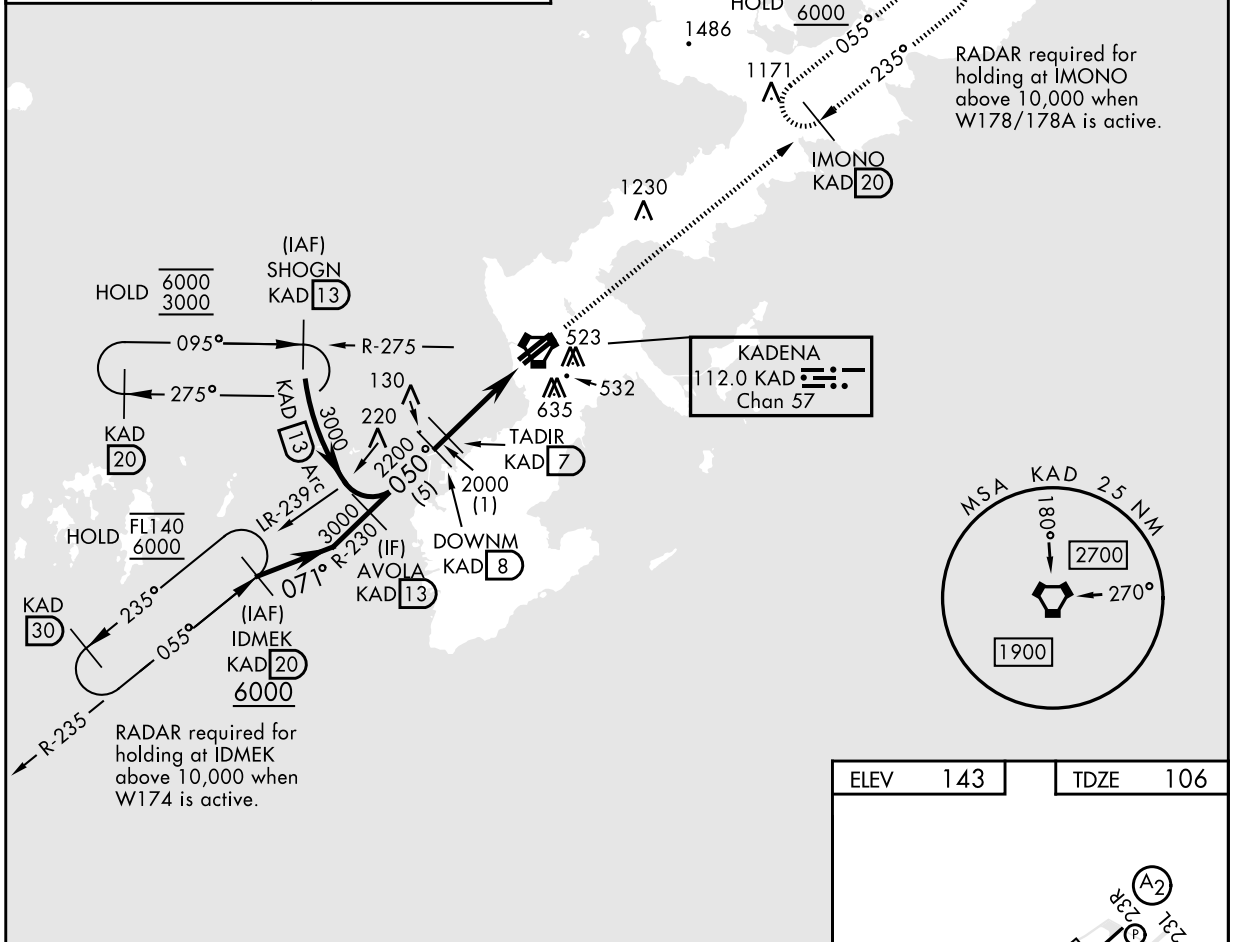 HOLD 6000
1486
055°
235°
1171
RADAR required for
holding at IMONO
above 10,000 when
W178/178A is active.
IMONO
KAD 20
1230
(IAF)
SHOGN
KAD 13
HOLD 6000
3000
095°
R-275
275°
KAD
20
KAD 13 Arc
3000
130
220
523
532
635
KADENA
112.0 KAD
Chan 57
TADIR
KAD 7
2200
050°
(5)
2000
(1)
LR-239
HOLD FL140
6000
3000
R-230
071°
(IF)
AVOLA
KAD 13
DOWNM
KAD 8
KAD
30
235°
055°
(IAF)
IDMEK
KAD 20
6000
R-235
RADAR required for
holding at IDMEK
above 10,000 when
W174 is active.
MSA KAD 25 NM
180°
2700
270°
1900
ELEV 143
TDZE 106
A2
23R
23L
P